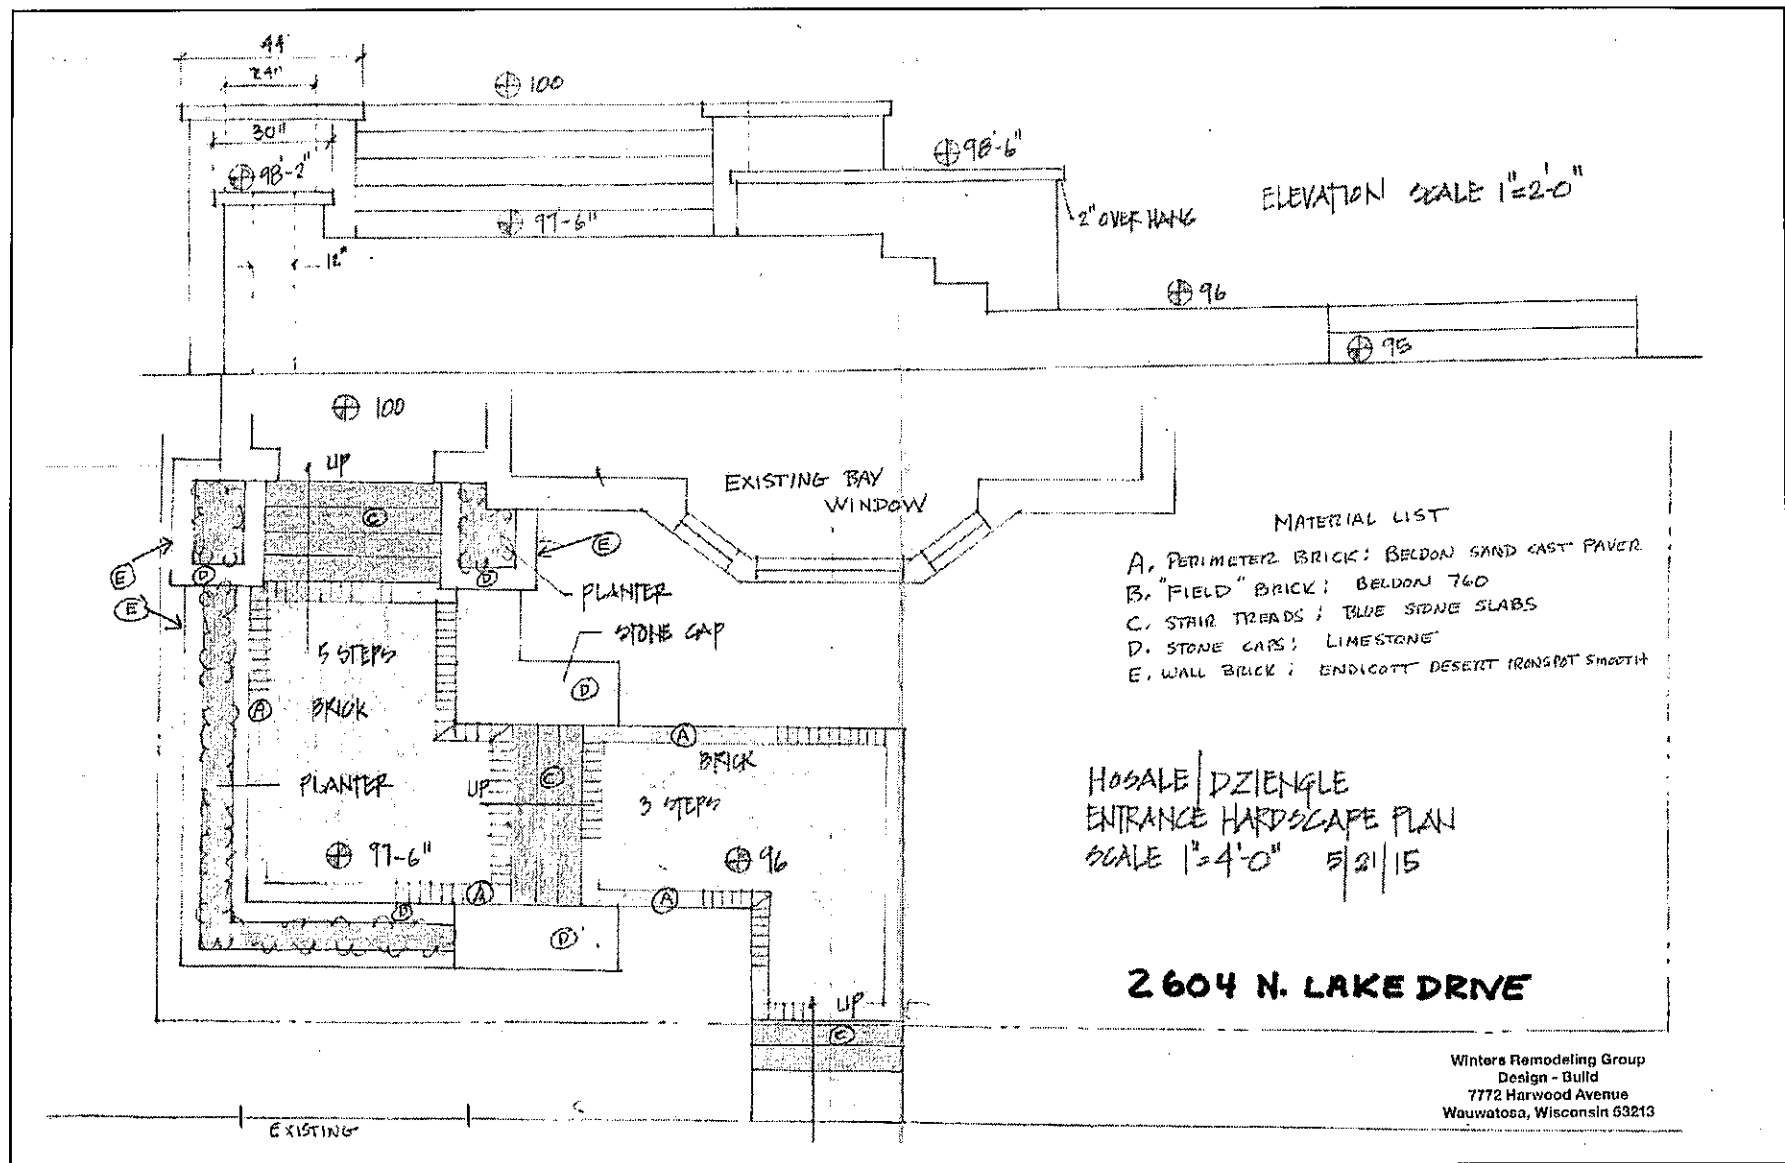 44"
24"
⊕ 100
30"
⊕ 98'-2"
⊕ 98'-6"
ELEVATION SCALE 1"=2'-0"
⊕ 97-6"
2" OVER HANG
12"
⊕ 96
⊕ 95
⊕ 100
UP
EXISTING BAY
WINDOW
C
E
E
D
D
E
PLANTER
STONE CAP
5 STEPS
D
A
BRICK
A
BRICK
PLANTER
UP
C
3 STEPS
⊕ 97-6"
⊕ 96
A
A
D
D
UP
C
EXISTING
MATERIAL LIST
A. PERIMETER BRICK: BELDON SAND CAST PAVER
B. "FIELD" BRICK: BELDON 760
C. STAIR TREADS: BLUE STONE SLABS
D. STONE CAPS: LIMESTONE
E. WALL BRICK: ENDICOTT DESERT IRONSPOT SMOOTH
HOSALE/DZIENGLE
ENTRANCE HARDSCAPE PLAN
SCALE 1"=4'-0" 5/21/15
2604 N. LAKE DRIVE
Winters Remodeling Group
Design - Build
7772 Harwood Avenue
Wauwatosa, Wisconsin 53213